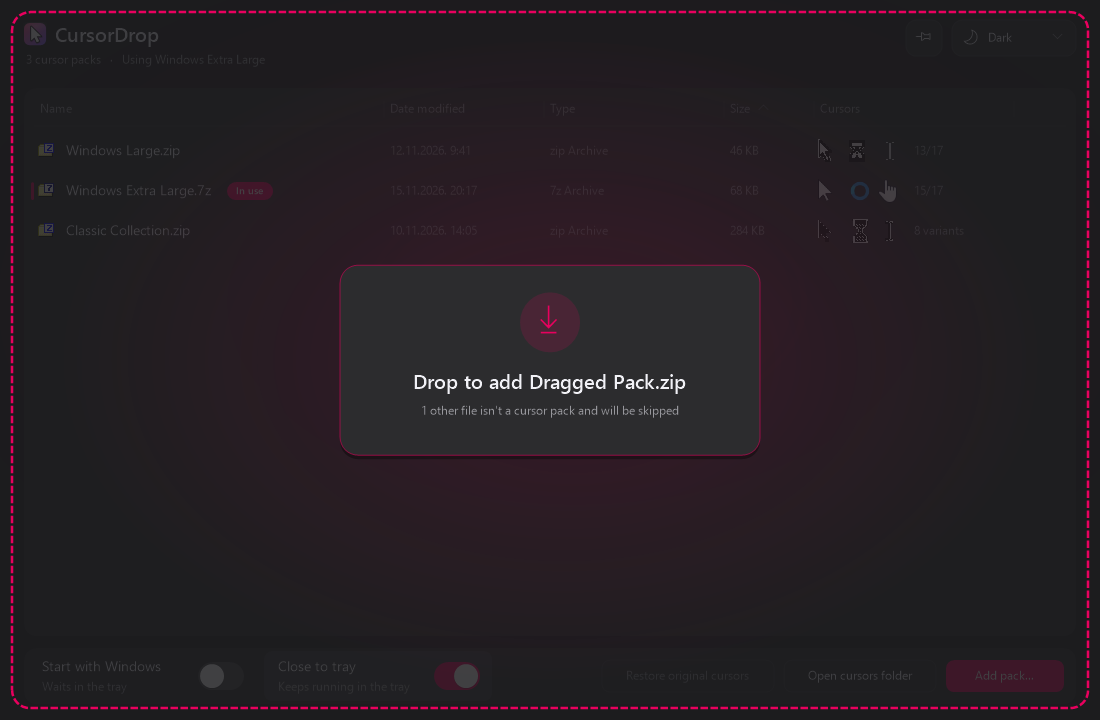 CursorDrop
Dark
3 cursor packs · Using Windows Extra Large
Name Date modified Type Size Cursors
Windows Large.zip 12.11.2026. 9:41 zip Archive 46 KB 13/17
Windows Extra Large.7z In use 15.11.2026. 20:17 7z Archive 68 KB 15/17
Classic Collection.zip 10.11.2026. 14:05 zip Archive 284 KB 8 variants
Drop to add Dragged Pack.zip
1 other file isn't a cursor pack and will be skipped
Start with Windows
Waits in the tray
Close to tray
Keeps running in the tray
Restore original cursors
Open cursors folder
Add pack...